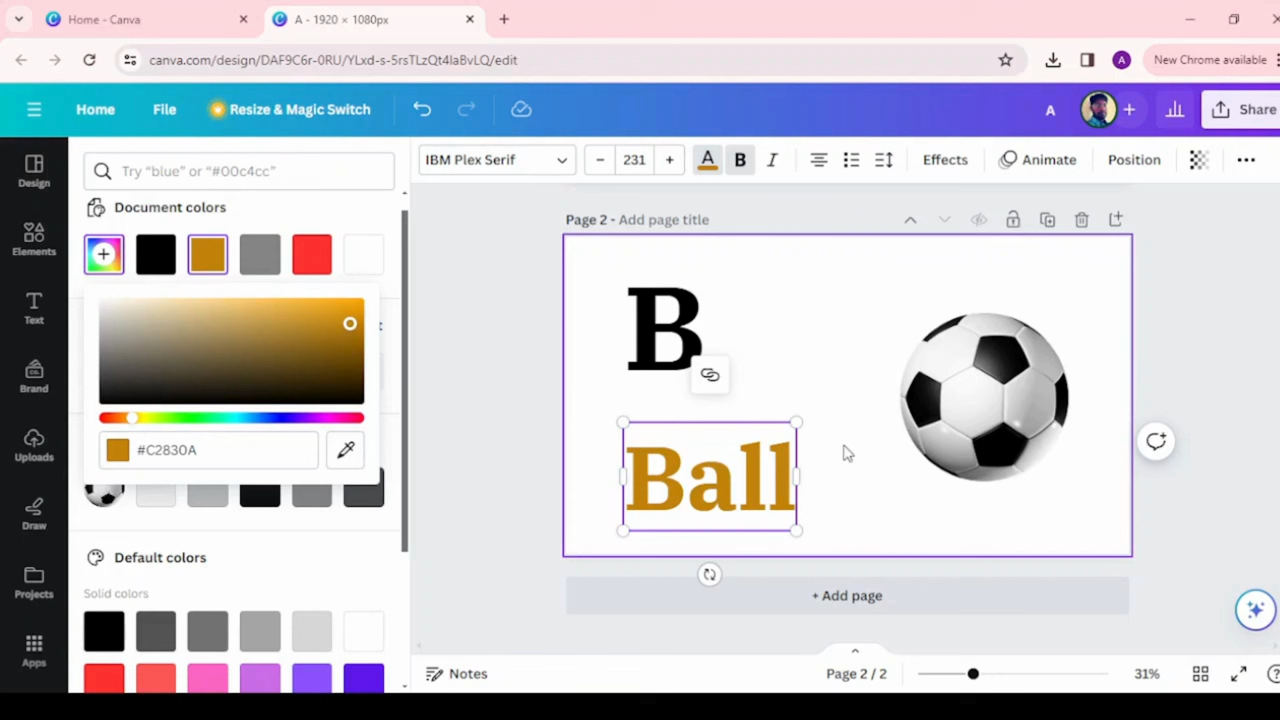 Home - Canva
A - 1920 × 1080px
canva.com/design/DAF9C6r-0RU/YLxd-s-5rsTLzQt4laBvLQ/edit
A
New Chrome available
Home
File
Resize & Magic Switch
A
Share
Design
Elements
Text
Brand
Uploads
Draw
Projects
Apps
Try “blue” or “#00c4cc”
Document colors
#C2830A
Default colors
Solid colors
IBM Plex Serif
231
A
B
I
Effects
Animate
Position
Page 2 - Add page title
B
Ball
+ Add page
Notes
Page 2 / 2
31%